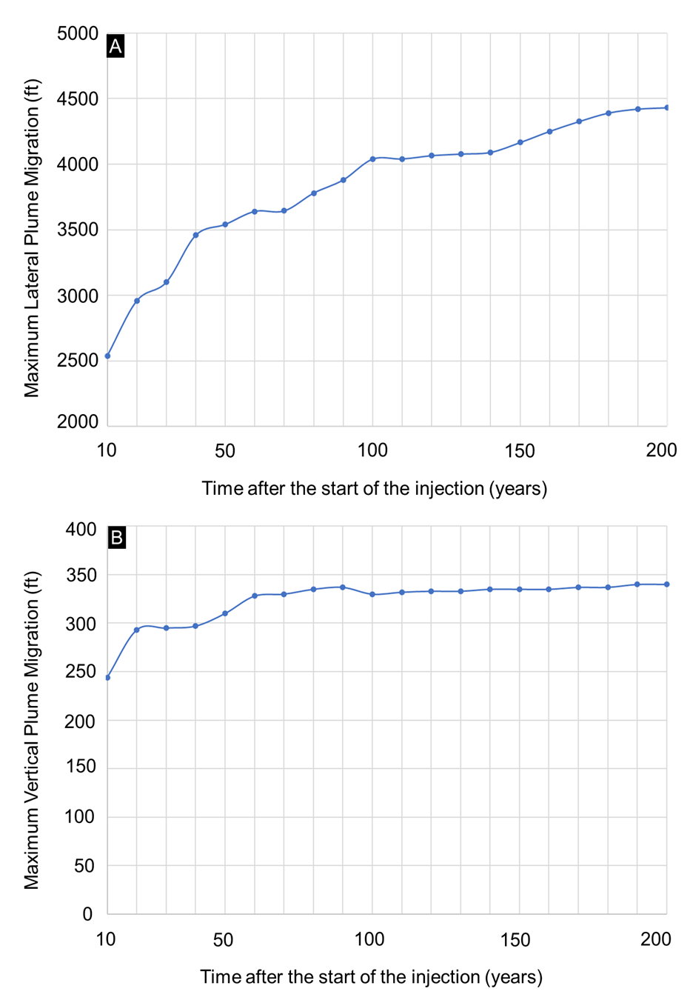 A
Maximum Lateral Plume Migration (ft)
5000
4500
4000
3500
3000
2500
2000
10 50 100 150 200
Time after the start of the injection (years)
B
Maximum Vertical Plume Migration (ft)
400
350
300
250
200
150
100
50
0
10 50 100 150 200
Time after the start of the injection (years)